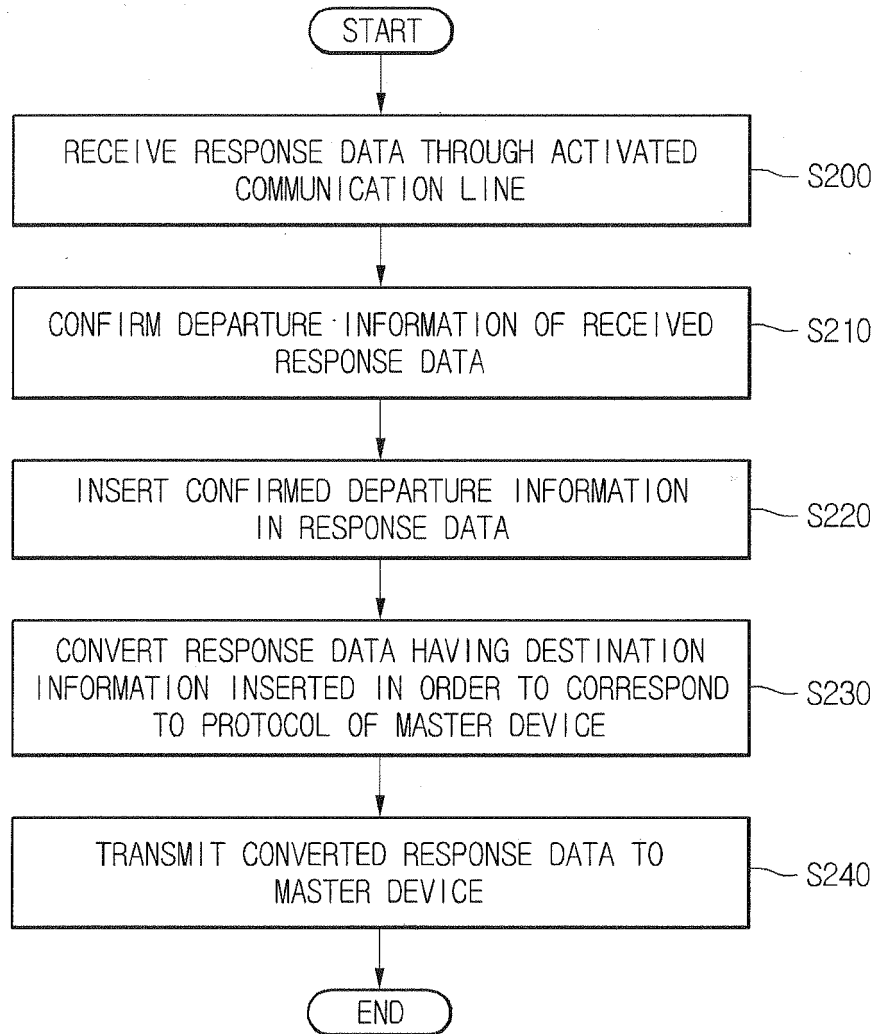 START
RECEIVE RESPONSE DATA THROUGH ACTIVATED
COMMUNICATION LINE
S200
CONFIRM DEPARTURE INFORMATION OF RECEIVED
RESPONSE DATA
S210
INSERT CONFIRMED DEPARTURE INFORMATION
IN RESPONSE DATA
S220
CONVERT RESPONSE DATA HAVING DESTINATION
INFORMATION INSERTED IN ORDER TO CORRESPOND
TO PROTOCOL OF MASTER DEVICE
S230
TRANSMIT CONVERTED RESPONSE DATA TO
MASTER DEVICE
S240
END